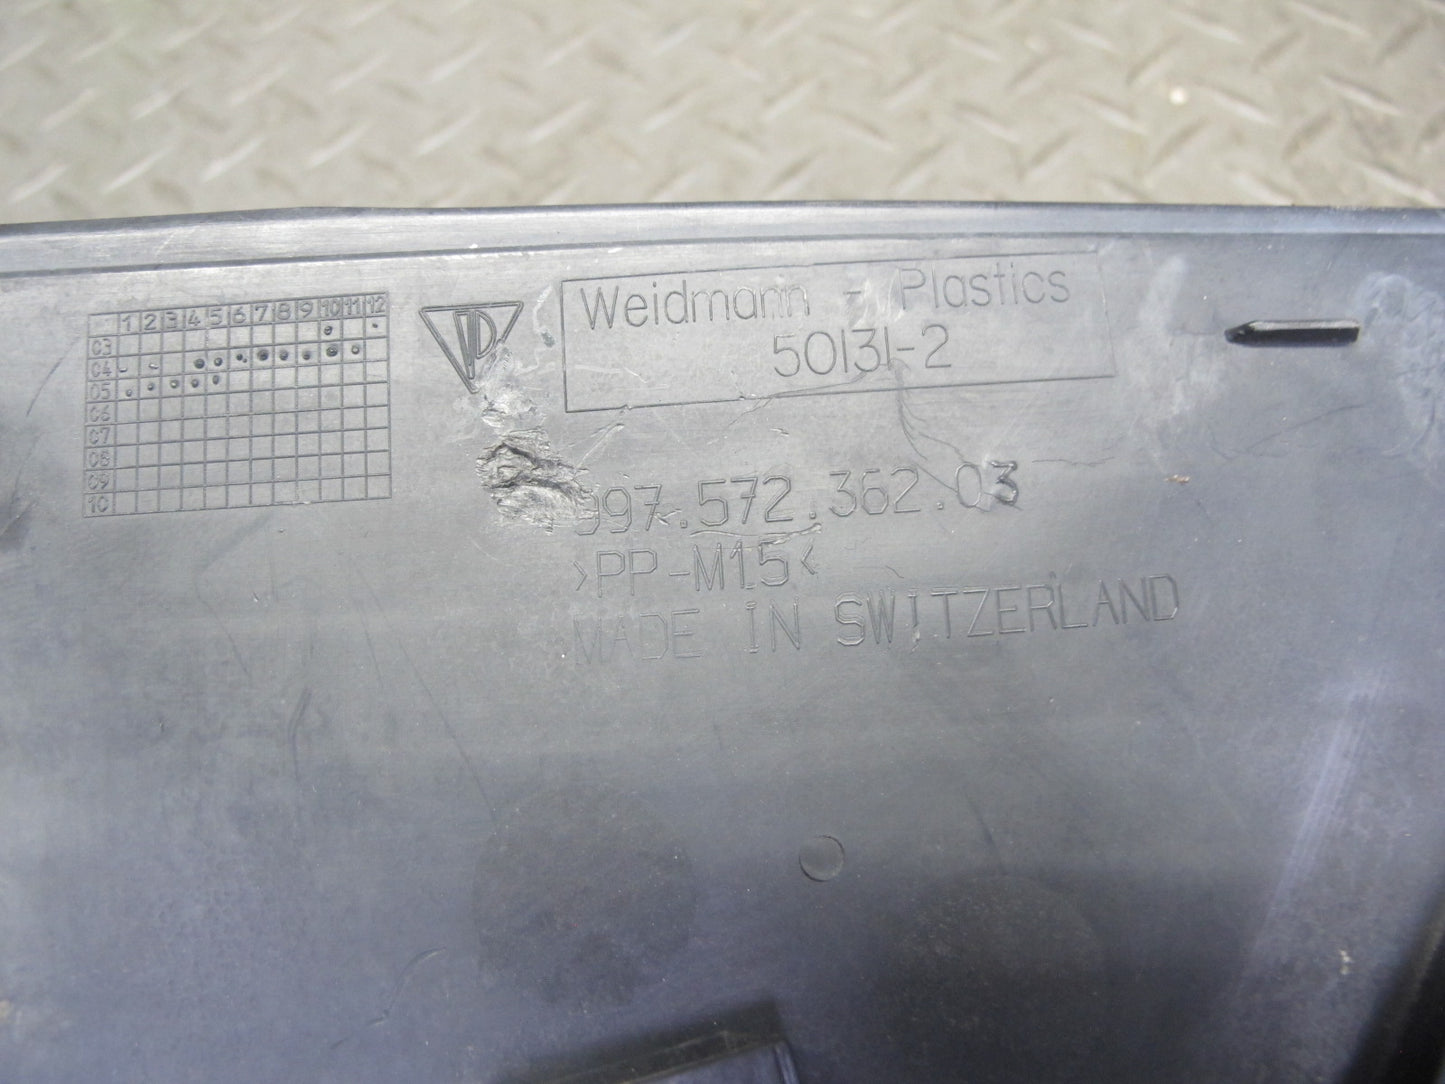 1 2 3 4 5 6 7 8 9 10 11 12
03
04
05
06
07
08
09
10
Weidmann - Plastics
50131-2
997.572.362.03
>PP-M15<
MADE IN SWITZERLAND